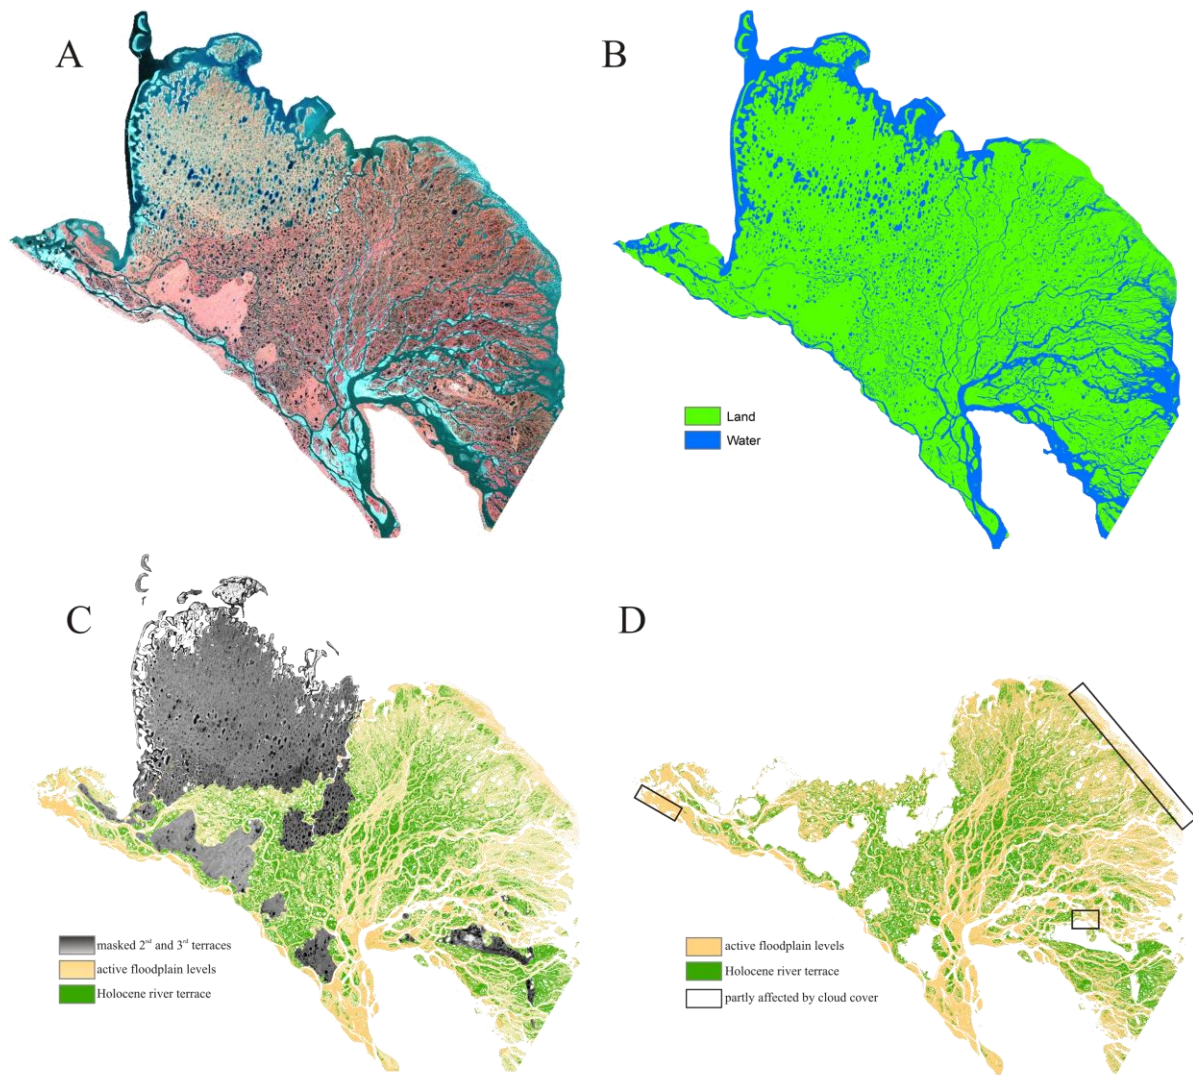 A
B
Land
Water
C
D
masked 2nd and 3rd terraces
active floodplain levels
Holocene river terrace
active floodplain levels
Holocene river terrace
partly affected by cloud cover